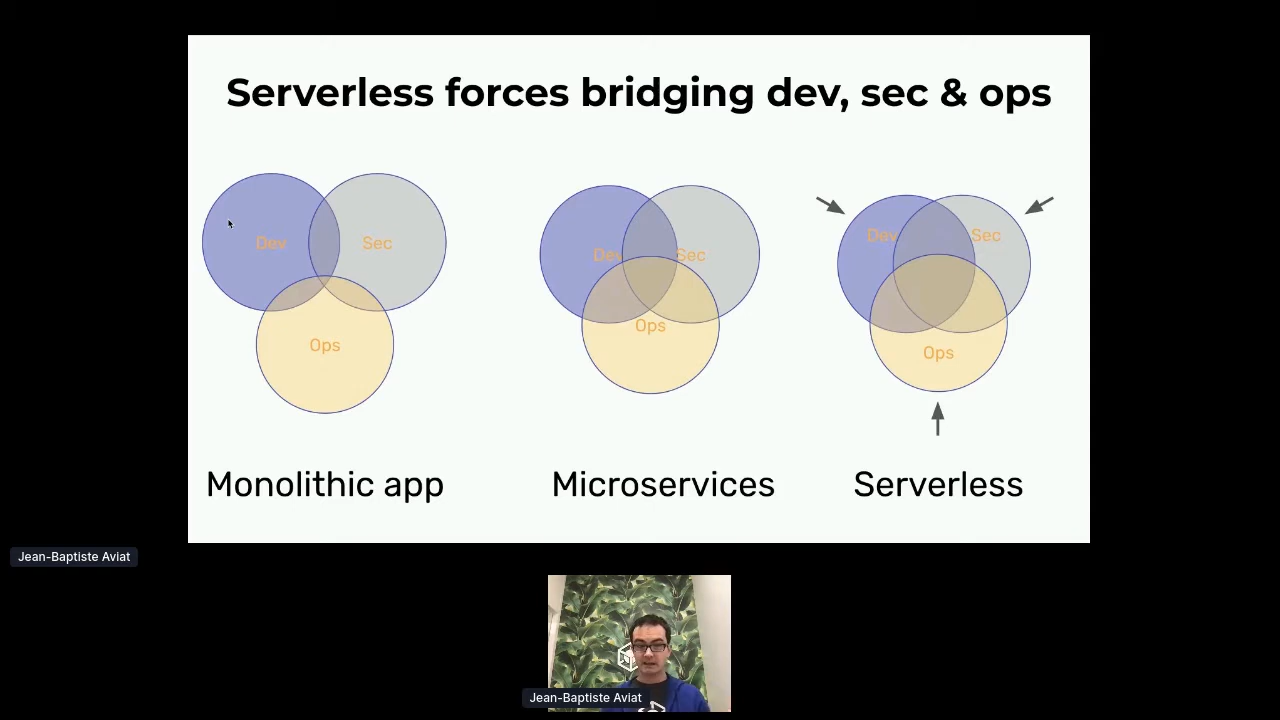 Serverless forces bridging dev, sec & ops
Dev
Sec
Ops
Dev
Sec
Ops
Dev
Sec
Ops
Monolithic app
Microservices
Serverless
Jean-Baptiste Aviat
Jean-Baptiste Aviat